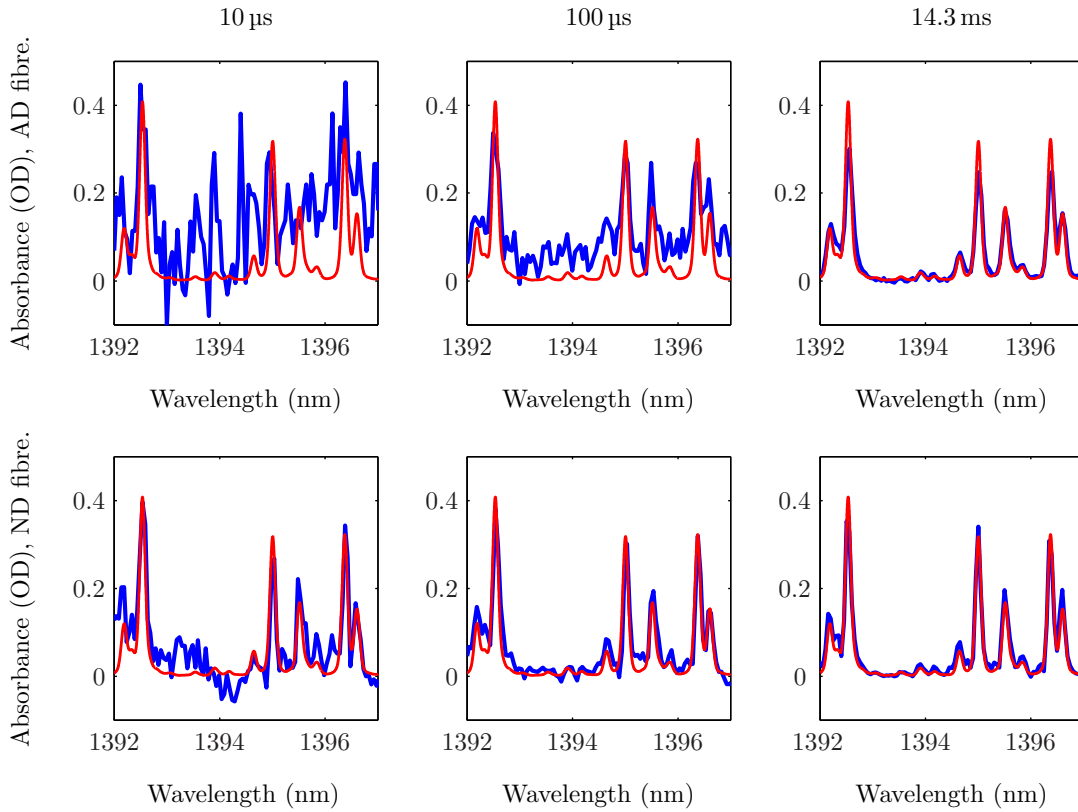 10 µs 100 µs 14.3 ms
Absorbance (OD), AD fibre.
0.4 0.4 0.4
0.2 0.2 0.2
0 0 0
1392 1394 1396 1392 1394 1396 1392 1394 1396
Wavelength (nm) Wavelength (nm) Wavelength (nm)
Absorbance (OD), ND fibre.
0.4 0.4 0.4
0.2 0.2 0.2
0 0 0
1392 1394 1396 1392 1394 1396 1392 1394 1396
Wavelength (nm) Wavelength (nm) Wavelength (nm)